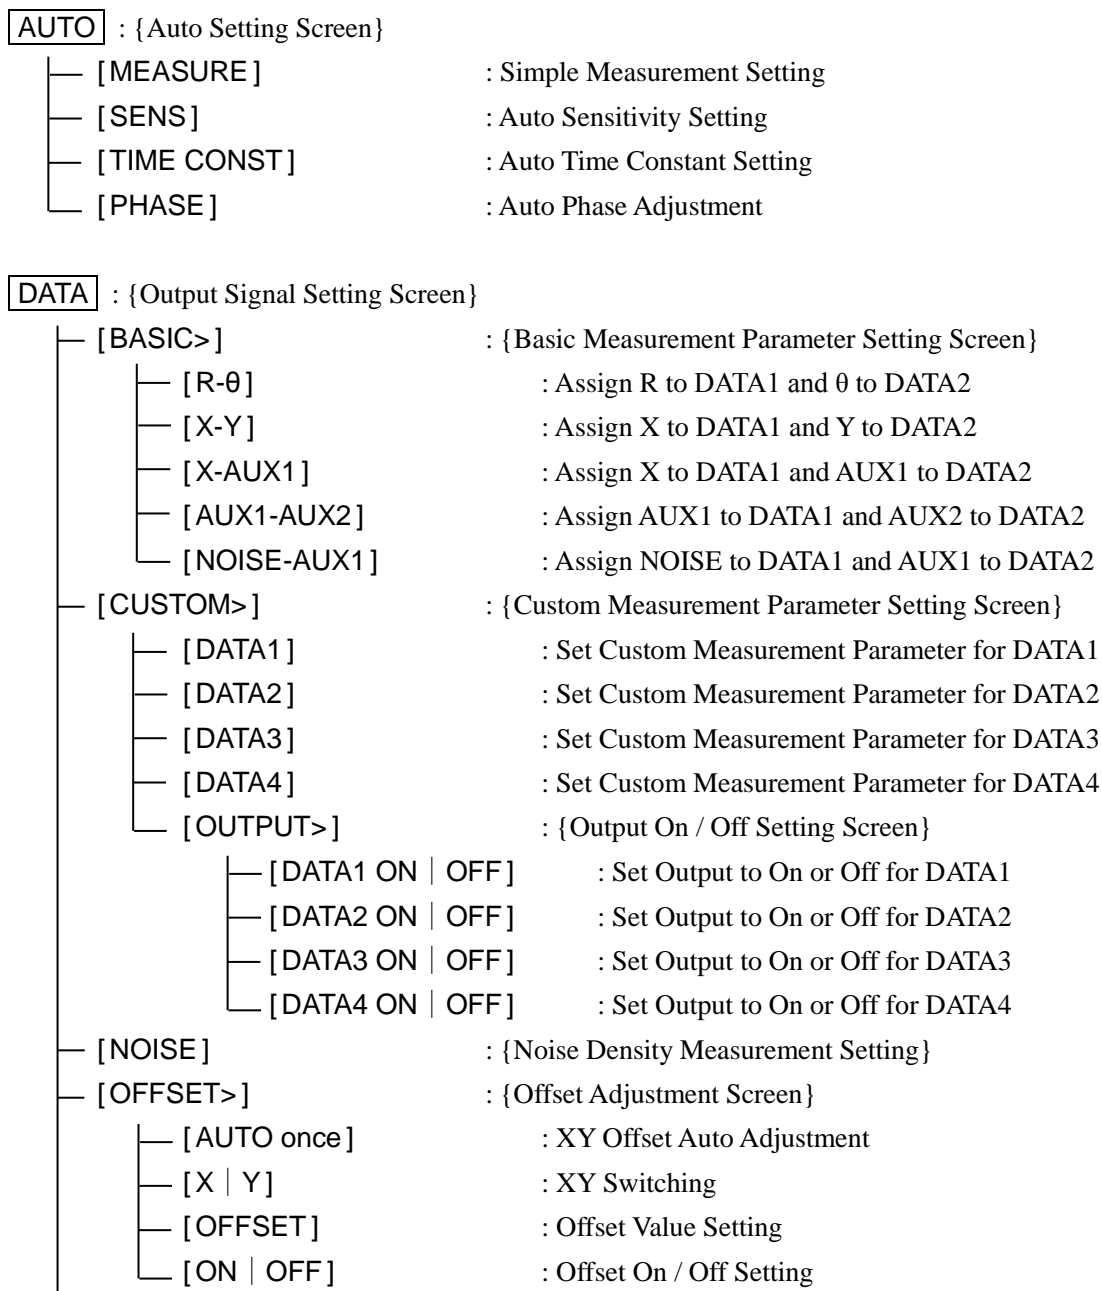 AUTO : {Auto Setting Screen}
[MEASURE] : Simple Measurement Setting
[SENS] : Auto Sensitivity Setting
[TIME CONST] : Auto Time Constant Setting
[PHASE] : Auto Phase Adjustment
DATA : {Output Signal Setting Screen}
[BASIC>] : {Basic Measurement Parameter Setting Screen}
[R-θ] : Assign R to DATA1 and θ to DATA2
[X-Y] : Assign X to DATA1 and Y to DATA2
[X-AUX1] : Assign X to DATA1 and AUX1 to DATA2
[AUX1-AUX2] : Assign AUX1 to DATA1 and AUX2 to DATA2
[NOISE-AUX1] : Assign NOISE to DATA1 and AUX1 to DATA2
[CUSTOM>] : {Custom Measurement Parameter Setting Screen}
[DATA1] : Set Custom Measurement Parameter for DATA1
[DATA2] : Set Custom Measurement Parameter for DATA2
[DATA3] : Set Custom Measurement Parameter for DATA3
[DATA4] : Set Custom Measurement Parameter for DATA4
[OUTPUT>] : {Output On / Off Setting Screen}
[DATA1 ON｜OFF] : Set Output to On or Off for DATA1
[DATA2 ON｜OFF] : Set Output to On or Off for DATA2
[DATA3 ON｜OFF] : Set Output to On or Off for DATA3
[DATA4 ON｜OFF] : Set Output to On or Off for DATA4
[NOISE] : {Noise Density Measurement Setting}
[OFFSET>] : {Offset Adjustment Screen}
[AUTO once] : XY Offset Auto Adjustment
[X｜Y] : XY Switching
[OFFSET] : Offset Value Setting
[ON｜OFF] : Offset On / Off Setting